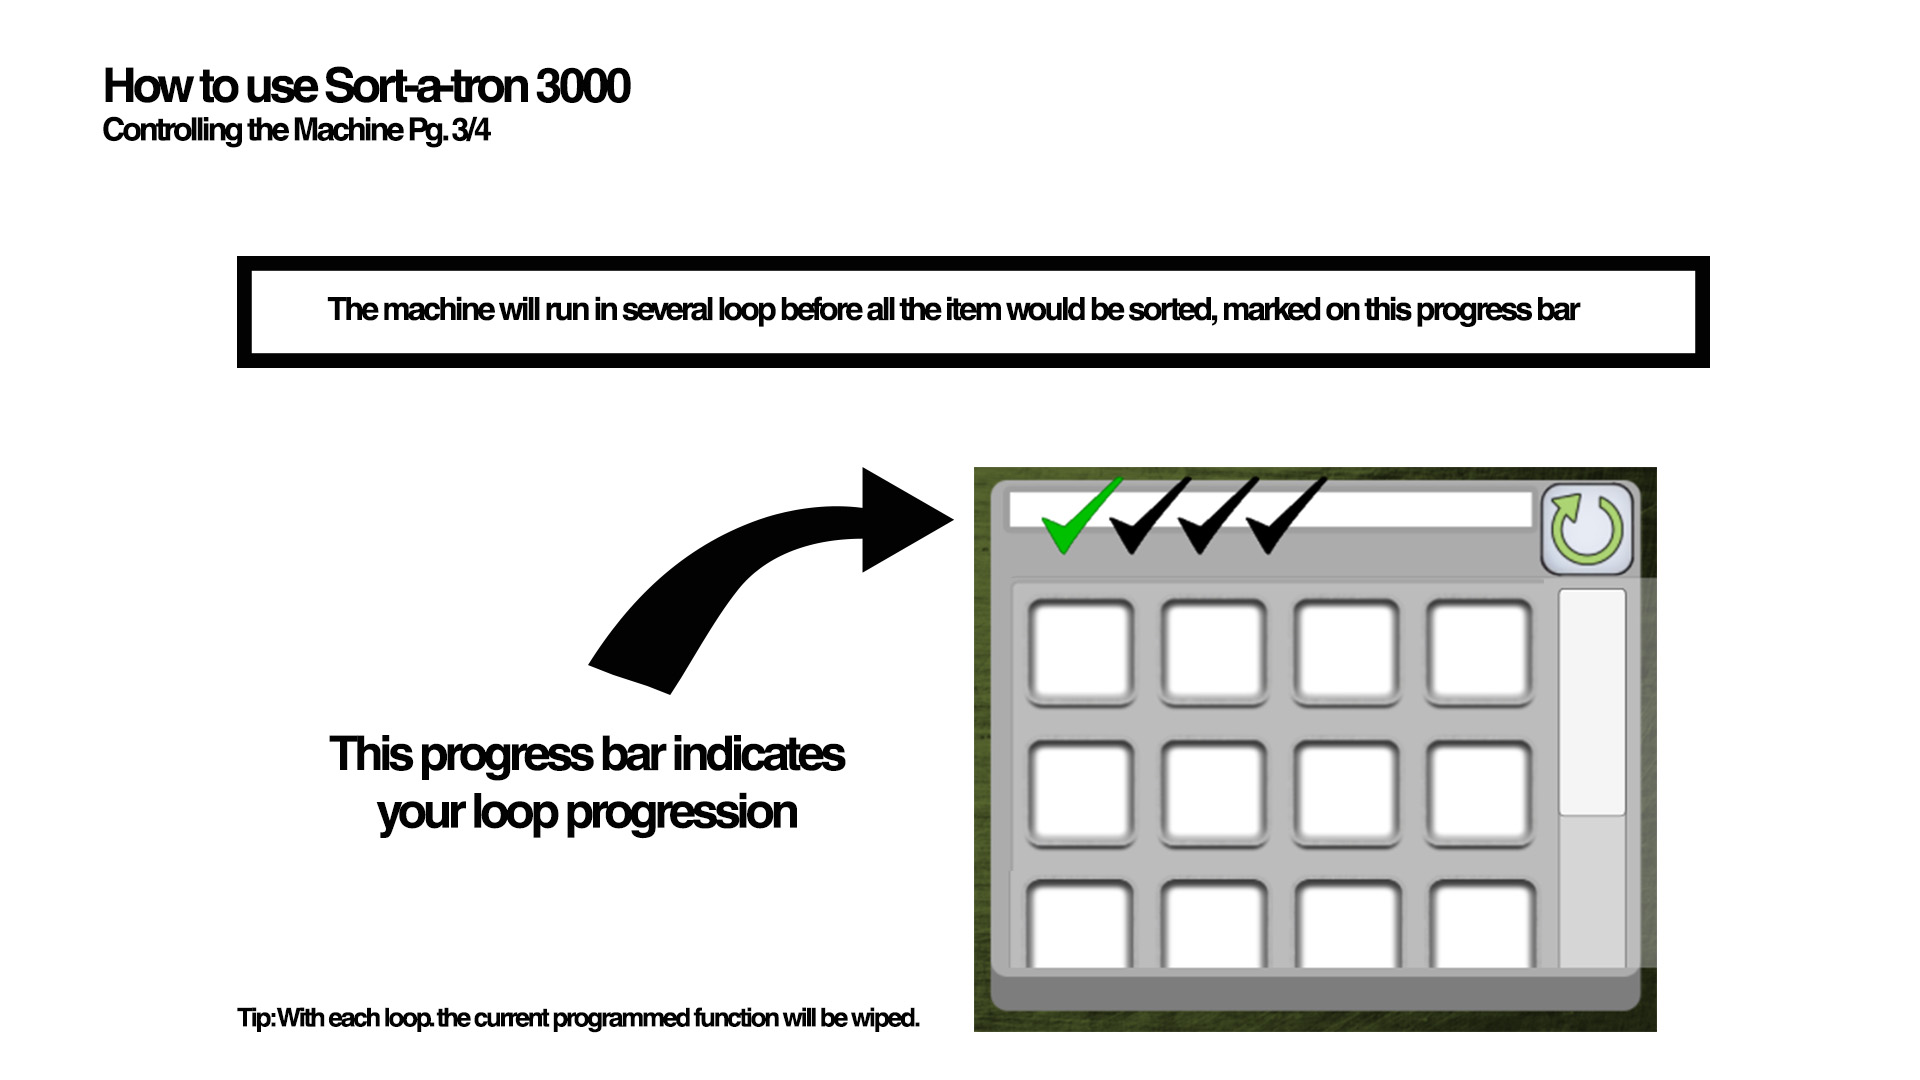 How to use Sort-a-tron 3000
Controlling the Machine Pg. 3/4
The machine will run in several loop before all the item would be sorted, marked on this progress bar
This progress bar indicates
your loop progression
Tip: With each loop. the current programmed function will be wiped.